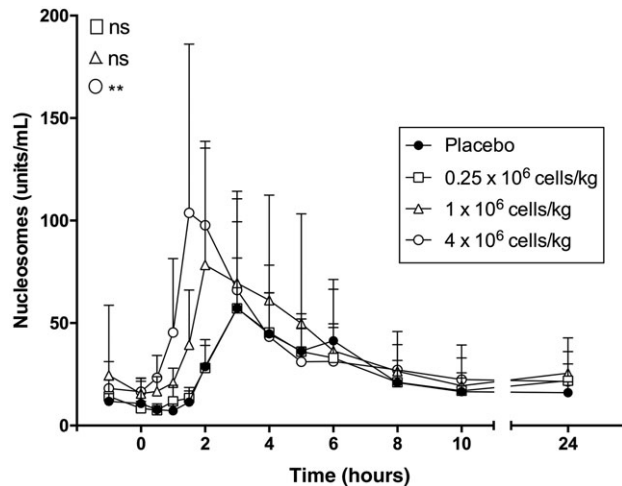 200
150
100
50
0
Nucleosomes (units/mL)
ns
ns
**
Placebo
0.25 x 10⁶ cells/kg
1 x 10⁶ cells/kg
4 x 10⁶ cells/kg
0 2 4 6 8 10 24
Time (hours)